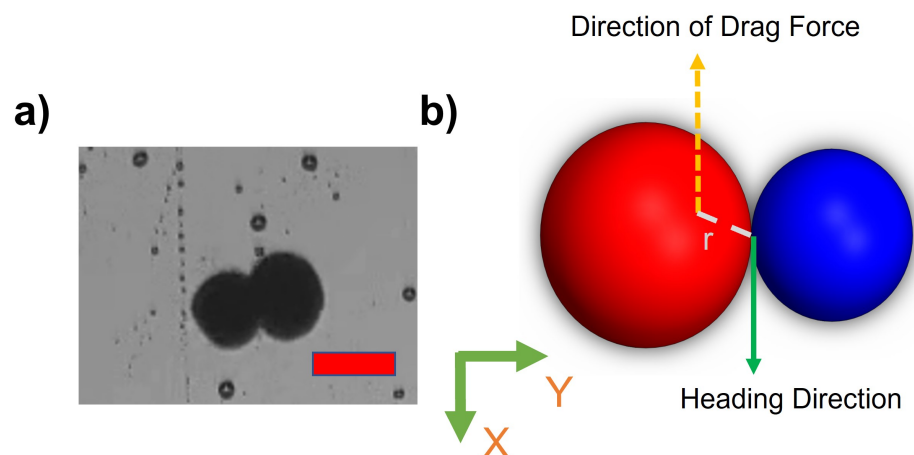 a)
b)
Direction of Drag Force
r
Heading Direction
Y
X